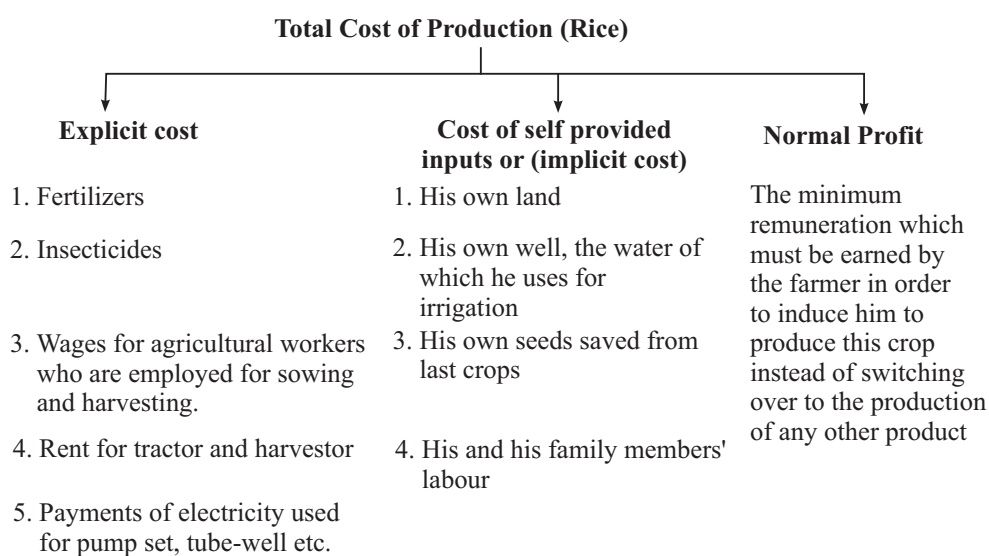 Total Cost of Production (Rice)
Explicit cost
1. Fertilizers
2. Insecticides
3. Wages for agricultural workers
who are employed for sowing
and harvesting.
4. Rent for tractor and harvestor
5. Payments of electricity used
for pump set, tube-well etc.
Cost of self provided
inputs or (implicit cost)
1. His own land
2. His own well, the water of
which he uses for
irrigation
3. His own seeds saved from
last crops
4. His and his family members'
labour
Normal Profit
The minimum
remuneration which
must be earned by
the farmer in order
to induce him to
produce this crop
instead of switching
over to the production
of any other product